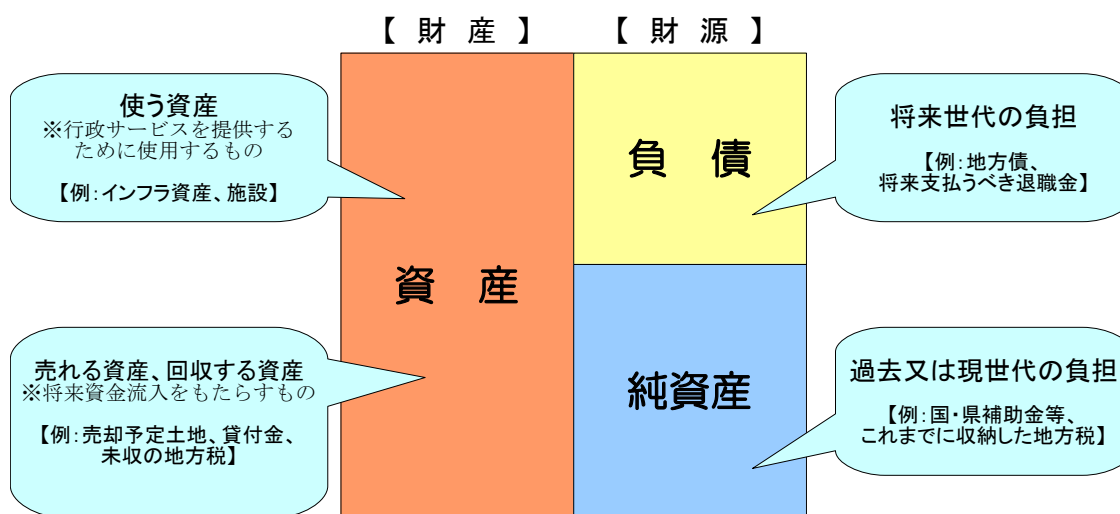 【 財 産 】
【 財 源 】
使う資産
※行政サービスを提供する
ために使用するもの
【例：インフラ資産、施設】
売れる資産、回収する資産
※将来資金流入をもたらすもの
【例：売却予定土地、貸付金、
未収の地方税】
資 産
負 債
純資産
将来世代の負担
【例：地方債、
将来支払うべき退職金】
過去又は現世代の負担
【例：国・県補助金等、
これまでに収納した地方税】